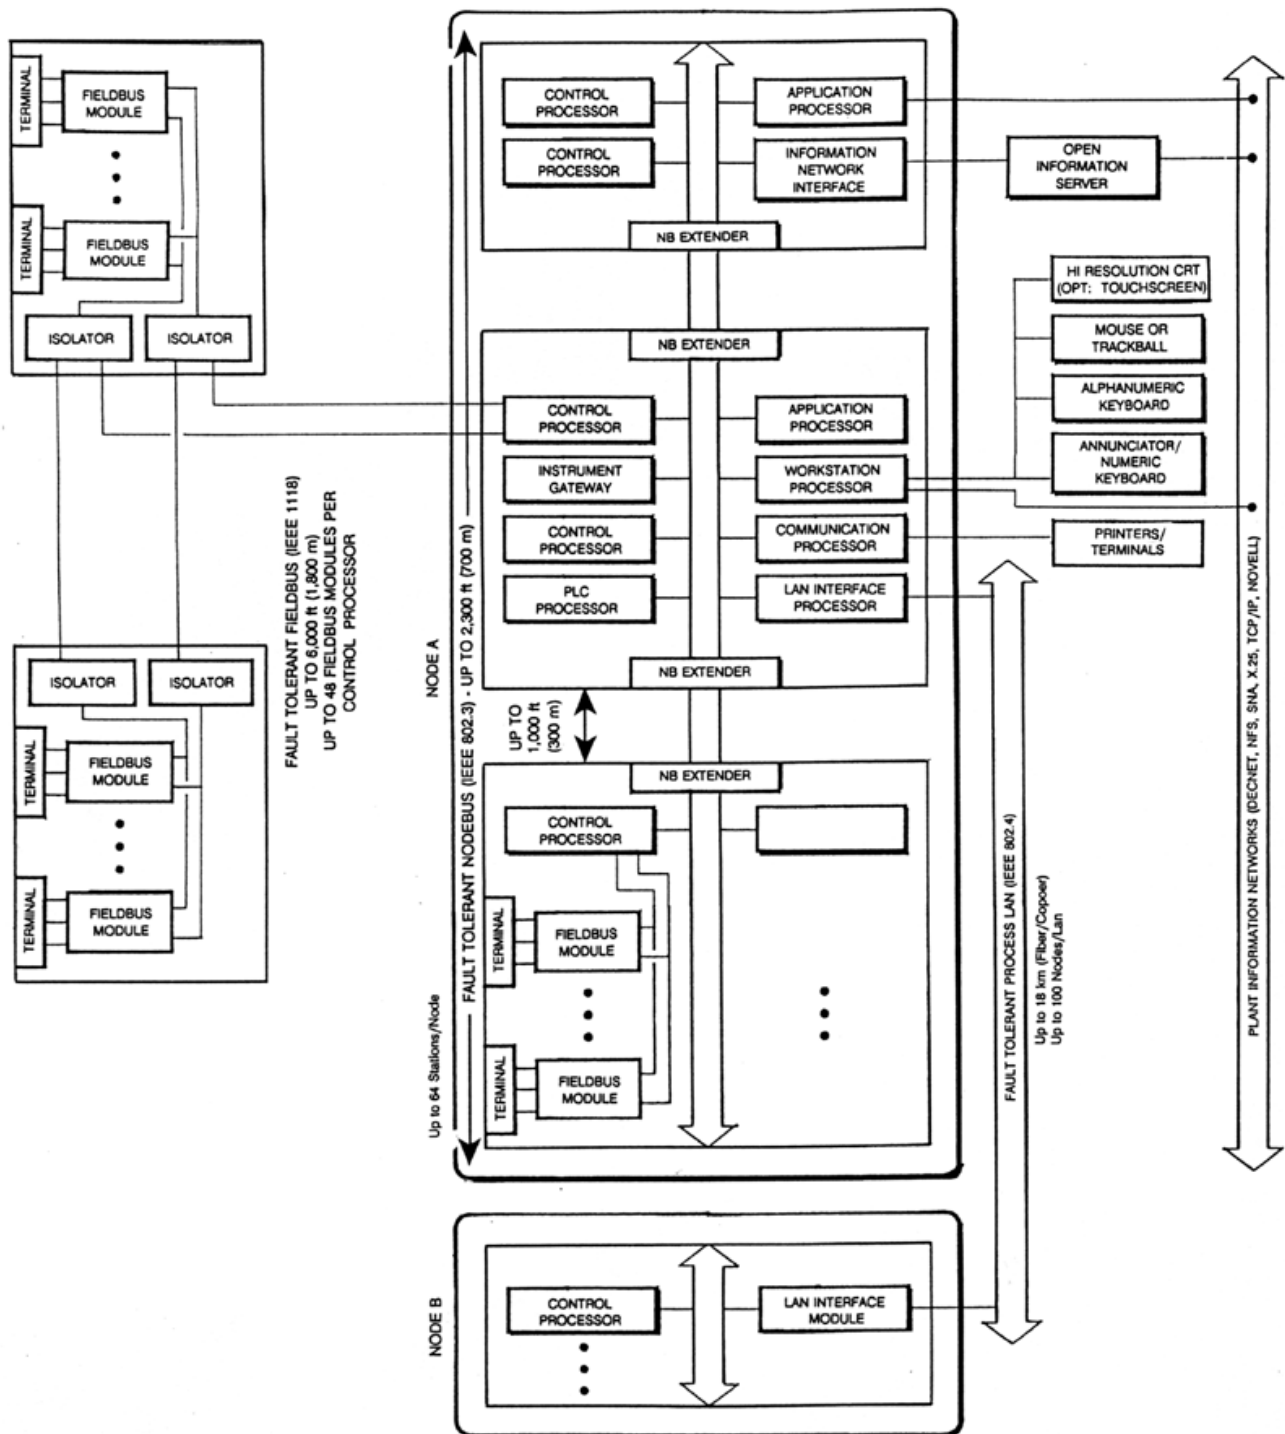 TERMINAL
FIELDBUS
MODULE
TERMINAL
FIELDBUS
MODULE
ISOLATOR
ISOLATOR
ISOLATOR
ISOLATOR
TERMINAL
FIELDBUS
MODULE
TERMINAL
FIELDBUS
MODULE
FAULT TOLERANT FIELDBUS (IEEE 1118)
UP TO 6,000 ft (1,800 m)
UP TO 48 FIELDBUS MODULES PER
CONTROL PROCESSOR
NODE A
FAULT TOLERANT NODEBUS (IEEE 802.3) - UP TO 2,300 ft (700 m)
Up to 64 Stations/Node
CONTROL
PROCESSOR
APPLICATION
PROCESSOR
CONTROL
PROCESSOR
INFORMATION
NETWORK
INTERFACE
NB EXTENDER
OPEN
INFORMATION
SERVER
NB EXTENDER
CONTROL
PROCESSOR
APPLICATION
PROCESSOR
INSTRUMENT
GATEWAY
WORKSTATION
PROCESSOR
CONTROL
PROCESSOR
COMMUNICATION
PROCESSOR
PLC
PROCESSOR
LAN INTERFACE
PROCESSOR
NB EXTENDER
HI RESOLUTION CRT
(OPT: TOUCHSCREEN)
MOUSE OR
TRACKBALL
ALPHANUMERIC
KEYBOARD
ANNUNCIATOR/
NUMERIC
KEYBOARD
PRINTERS/
TERMINALS
UP TO
1,000 ft
(300 m)
NB EXTENDER
CONTROL
PROCESSOR
TERMINAL
FIELDBUS
MODULE
TERMINAL
FIELDBUS
MODULE
FAULT TOLERANT PROCESS LAN (IEEE 802.4)
Up to 18 km (Fiber/Copoer)
Up to 100 Nodes/Lan
PLANT INFORMATION NETWORKS (DECNET, NFS, SNA, X.25, TCP/IP, NOVELL)
NODE B
CONTROL
PROCESSOR
LAN INTERFACE
MODULE